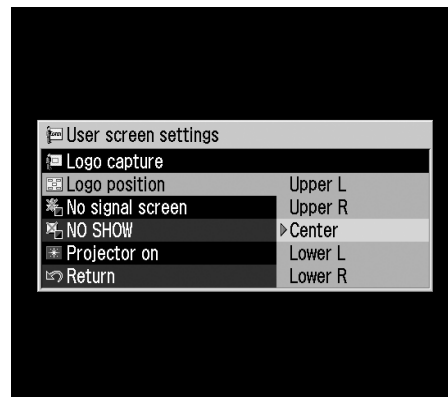 User screen settings
Logo capture
Logo position Upper L
No signal screen Upper R
NO SHOW Center
Projector on Lower L
Return Lower R